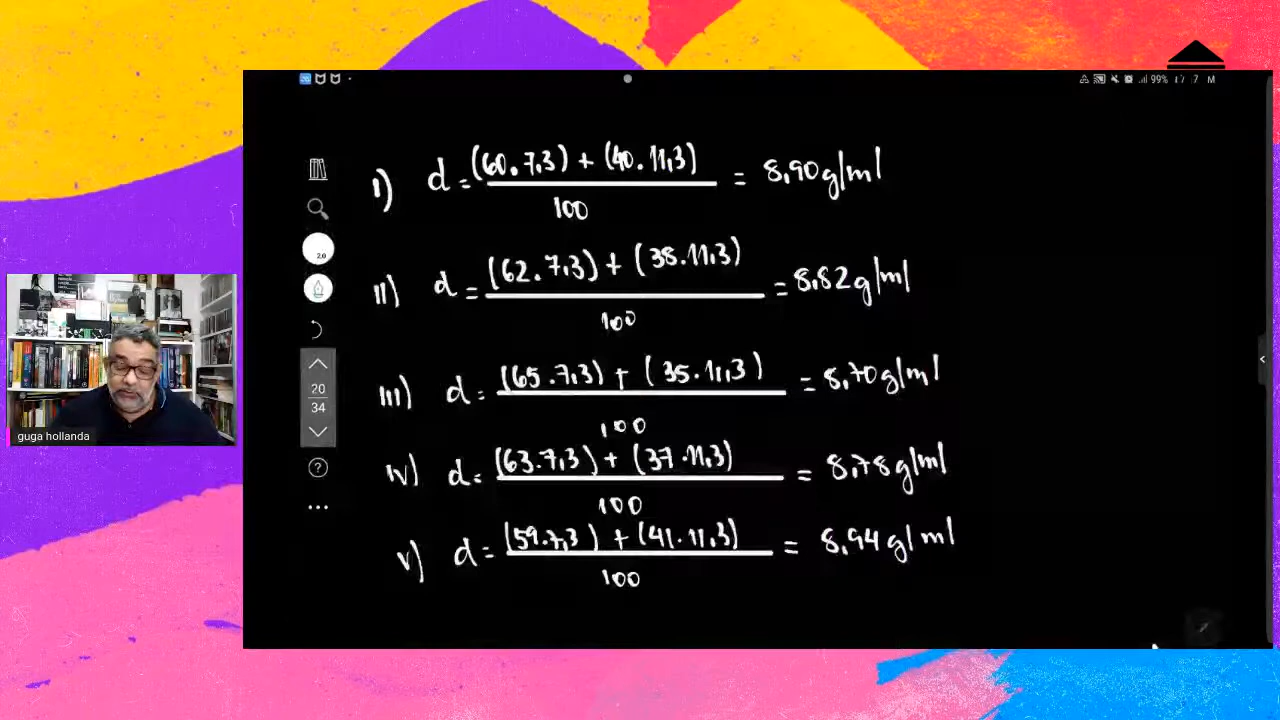 99%
I) d = (60.7,3) + (40.11,3) = 8,90 g/ml
100
II) d = (62.7,3) + (38.11,3) = 8,82 g/ml
100
20
III) d = (65.7,3) + (35.11,3) = 8,70 g/ml
20
34
100
guga hollanda
IV) d = (63.7,3) + (37.11,3) = 8,78 g/ml
?
100
V) d = (59.7,3) + (41.11,3) = 8,94 g/ml
100